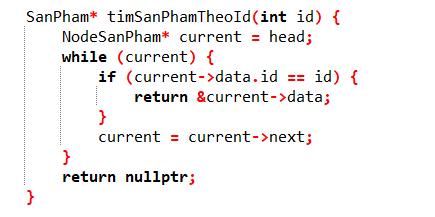 SanPham* timSanPhamTheoId(int id) {
    NodeSanPham* current = head;
    while (current) {
        if (current->data.id == id) {
            return &current->data;
        }
        current = current->next;
    }
    return nullptr;
}